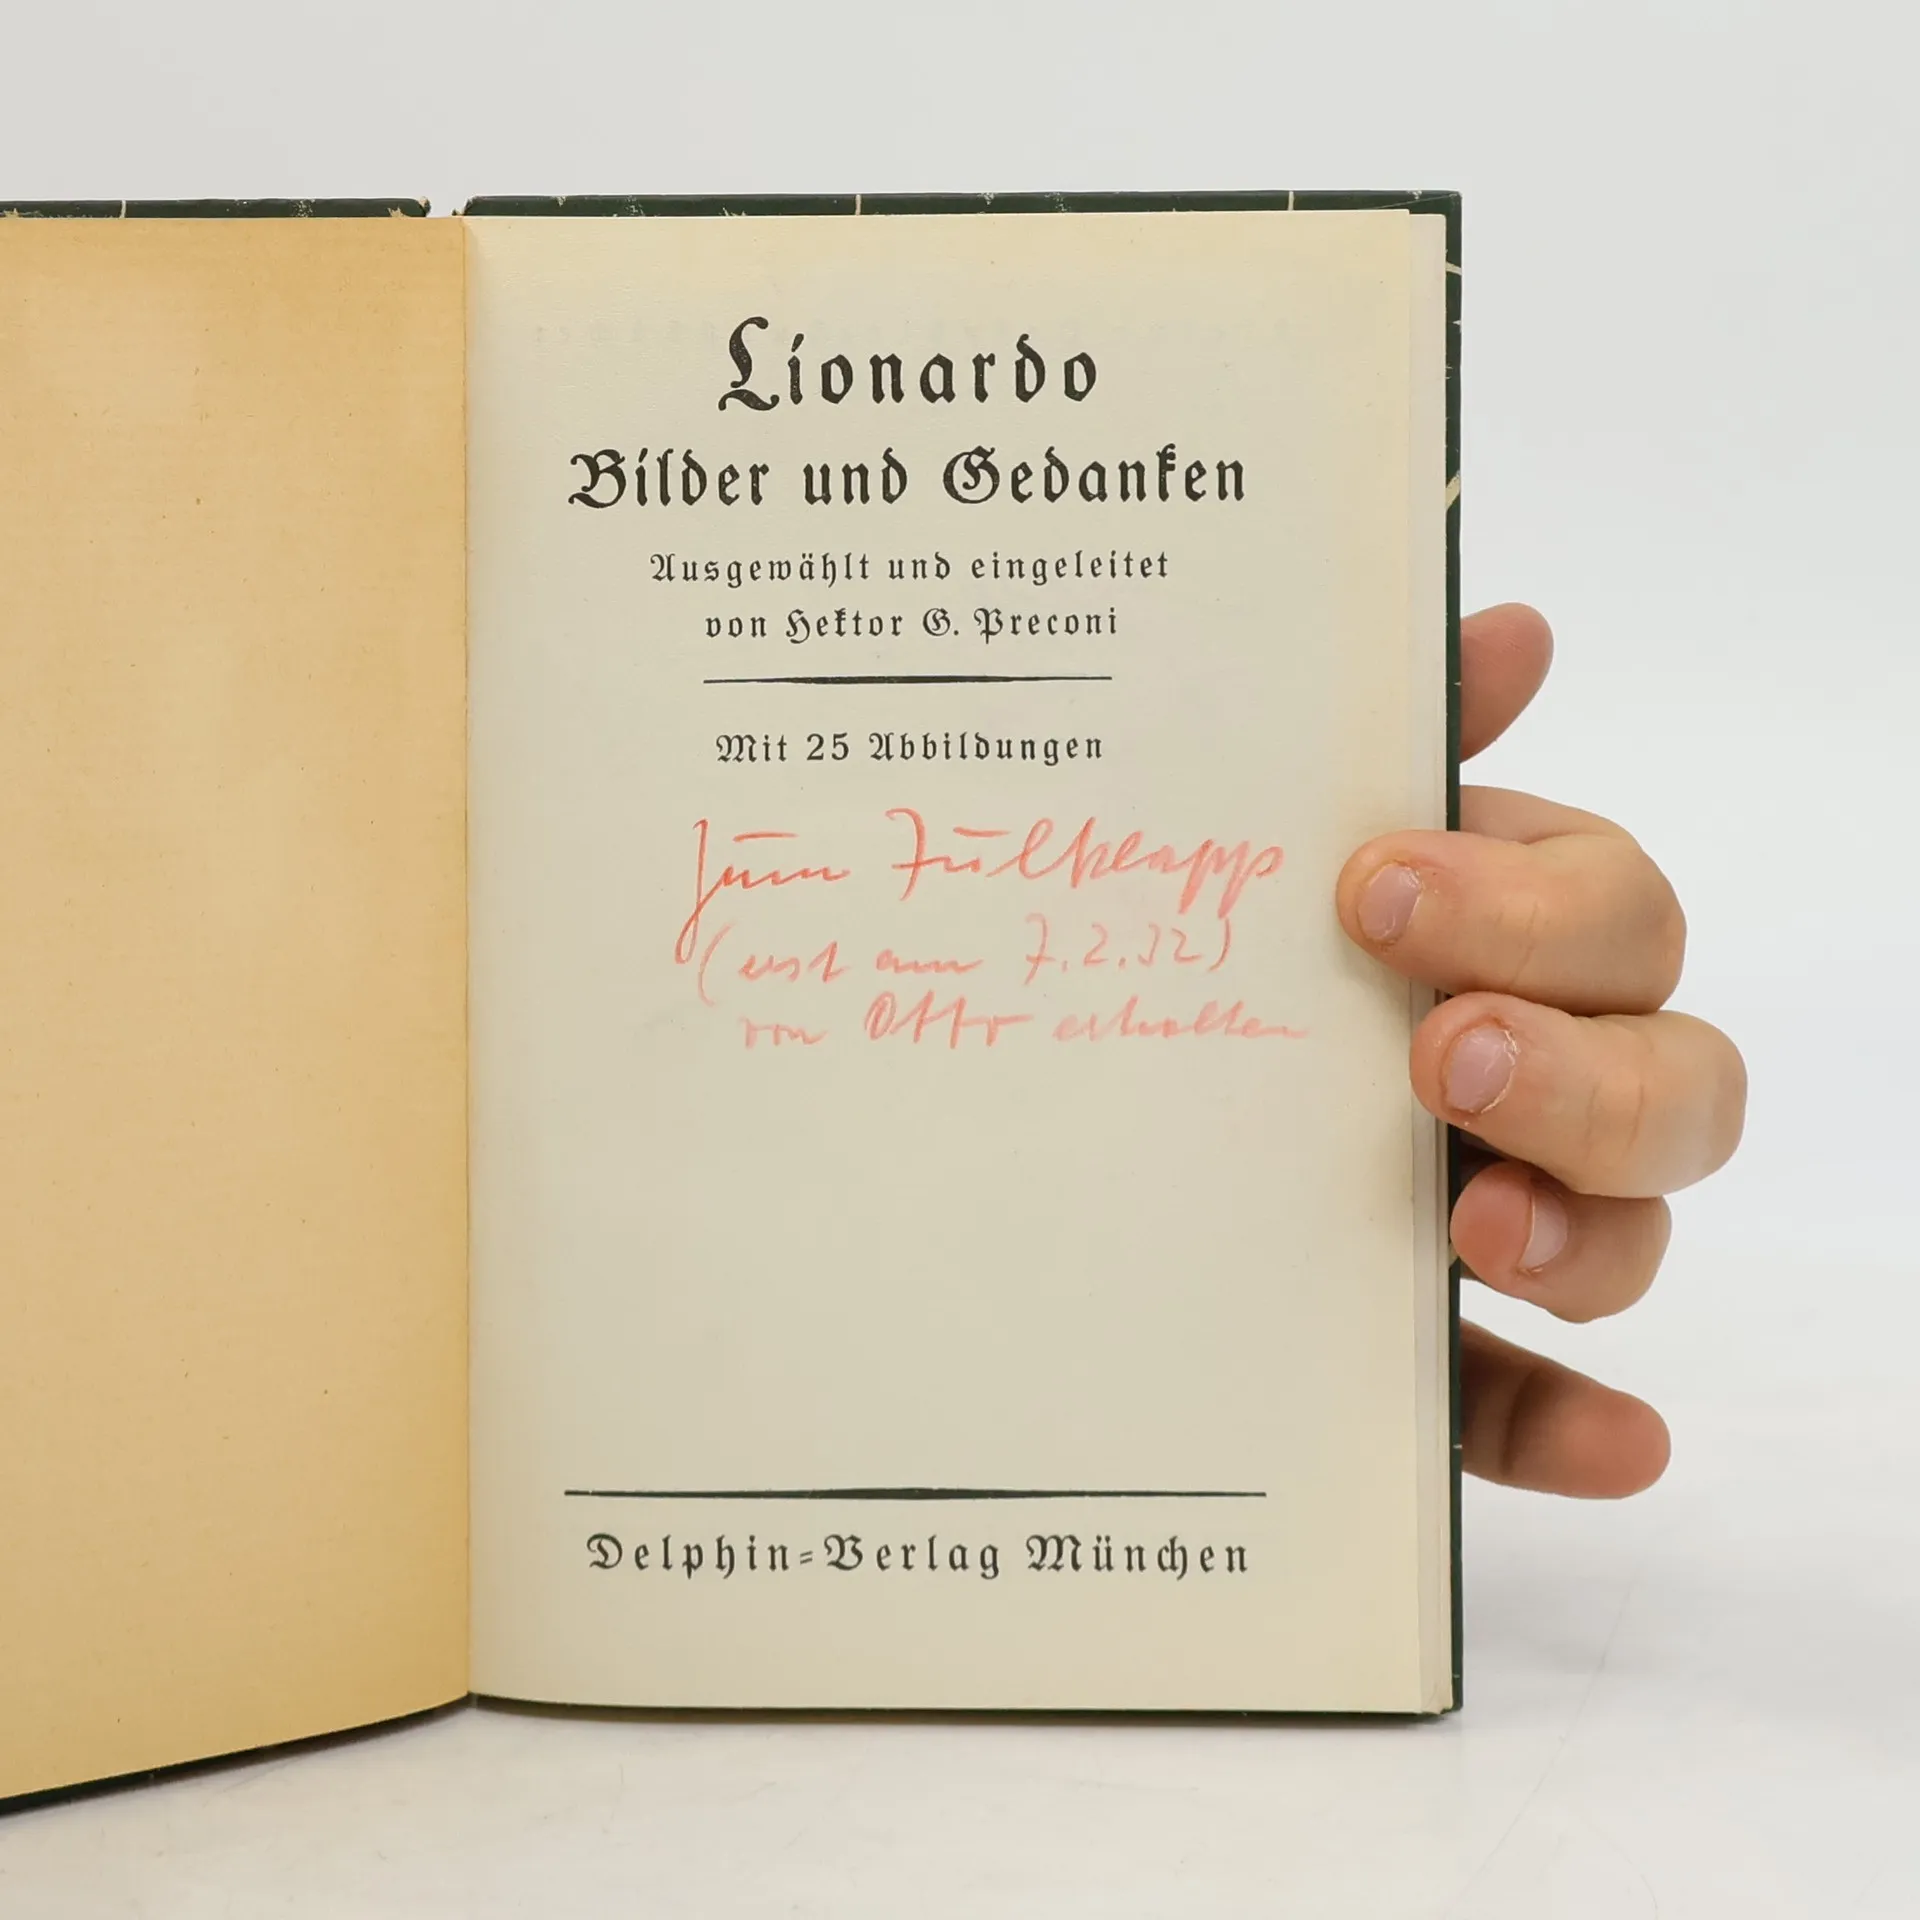 Lionardo
Bilder und Gedanken
Ausgewählt und eingeleitet
von Hektor G. Preconi
Mit 25 Abbildungen
Zum Julklapp
(erst am 7.2.32)
von Otto erhalten
Delphin-Verlag München